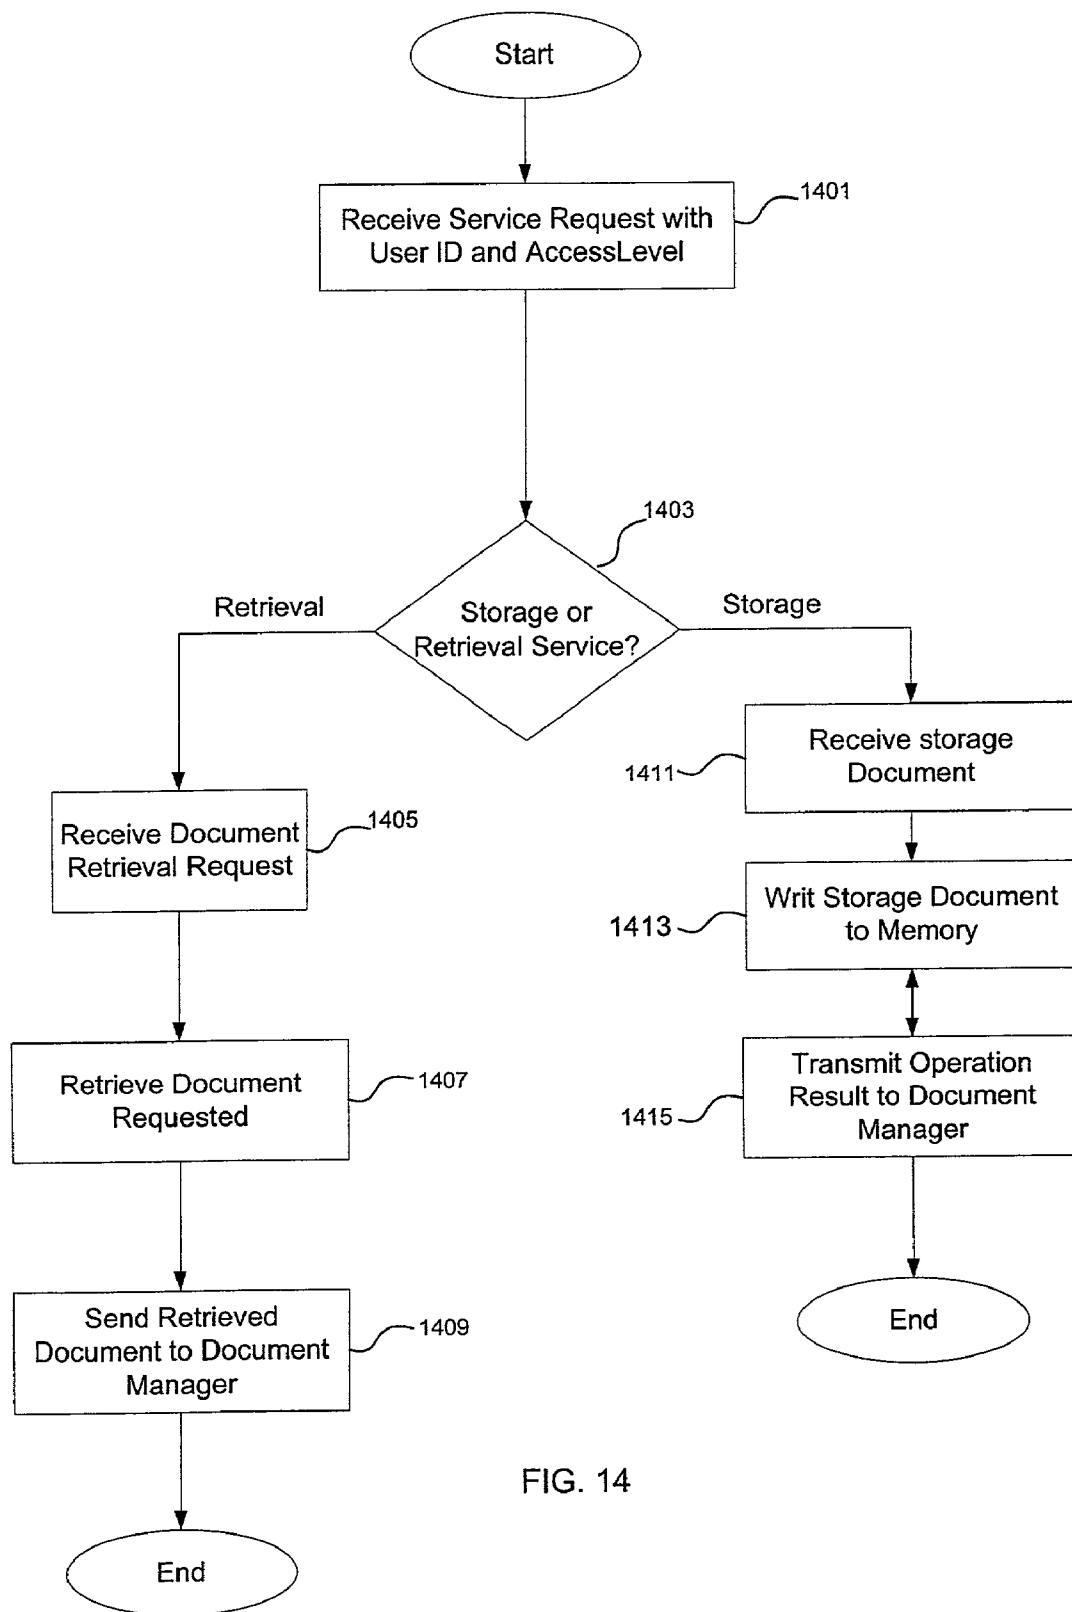 Start
Receive Service Request with
User ID and AccessLevel
1401
1403
Storage or
Retrieval Service?
Retrieval
Storage
Receive Document
Retrieval Request
1405
Retrieve Document
Requested
1407
Send Retrieved
Document to Document
Manager
1409
End
Receive storage
Document
1411
Writ Storage Document
to Memory
1413
Transmit Operation
Result to Document
Manager
1415
End
FIG. 14